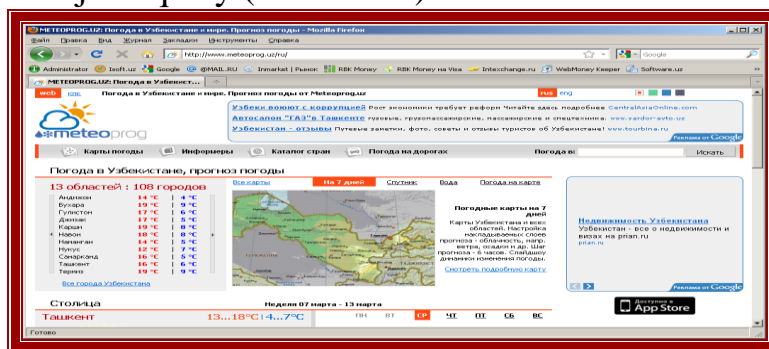 METEOPROG.UZ: Погода в Узбекистане и мире. Прогноз погоды - Mozilla Firefox
Файл Правка Вид Журнал Закладки Инструменты Справка
http://www.meteoprog.uz/ru/
Google
Administrator Soft.uz Google @MAIL.RU Inmarket | Рынок RBK Money RBK Money на Visa Intexchange.ru WebMoney Keeper Software.uz
METEOPROG.UZ: Погода в Узбекист...
web Погода в Узбекистане и мире. Прогноз погоды от Meteoprog.uz rus eng
Узбеки воюют с коррупцией Рост экономики требует реформ Читайте здесь подробнее CentralAsiaOnline.com
Автосалон "ГАЗ"в Ташкенте грузовые, грузопассажирские, пассажирские и спецтехника. www.sardor-avto.uz
Узбекистан - отзывы Путевые заметки, фото, советы и отзывы туристов об Узбекистане! www.tourbina.ru
Реклама от Google
meteoprog
Карты погоды Информеры Каталог стран Погода на дорогах Погода в: Искать
Погода в Узбекистане, прогноз погоды
13 областей : 108 городов
Андижон 14 °C | 4 °C
Бухара 19 °C | 9 °C
Гулистон 17 °C | 6 °C
Джизак 17 °C | 5 °C
Карши 19 °C | 8 °C
Навои 18 °C | 8 °C
Наманган 14 °C | 5 °C
Нукус 12 °C | 7 °C
Самарканд 16 °C | 5 °C
Ташкент 16 °C | 6 °C
Термиз 19 °C | 9 °C
Все города Узбекистана
Все карты На 7 дней Спутник Вода Погода на карте
Погодные карты на 7
дней
Карты Узбекистана и всех
областей. Настройка
накладываемых слоев
прогноза - облачность, напр.
ветра, осадки и др. Шаг
прогноза - 6 часов. Слайдшоу
динамики изменения погоды.
Смотреть подробную карту
Недвижимость Узбекистана
Узбекистан - все о недвижимости и
визах на prian.ru
prian.ru
Реклама от Google
Доступно в
App Store
Столица Неделя 07 марта - 13 марта
Ташкент 13...18°C | 4...7°C ПН ВТ СР ЧТ ПТ СБ ВС
Готово